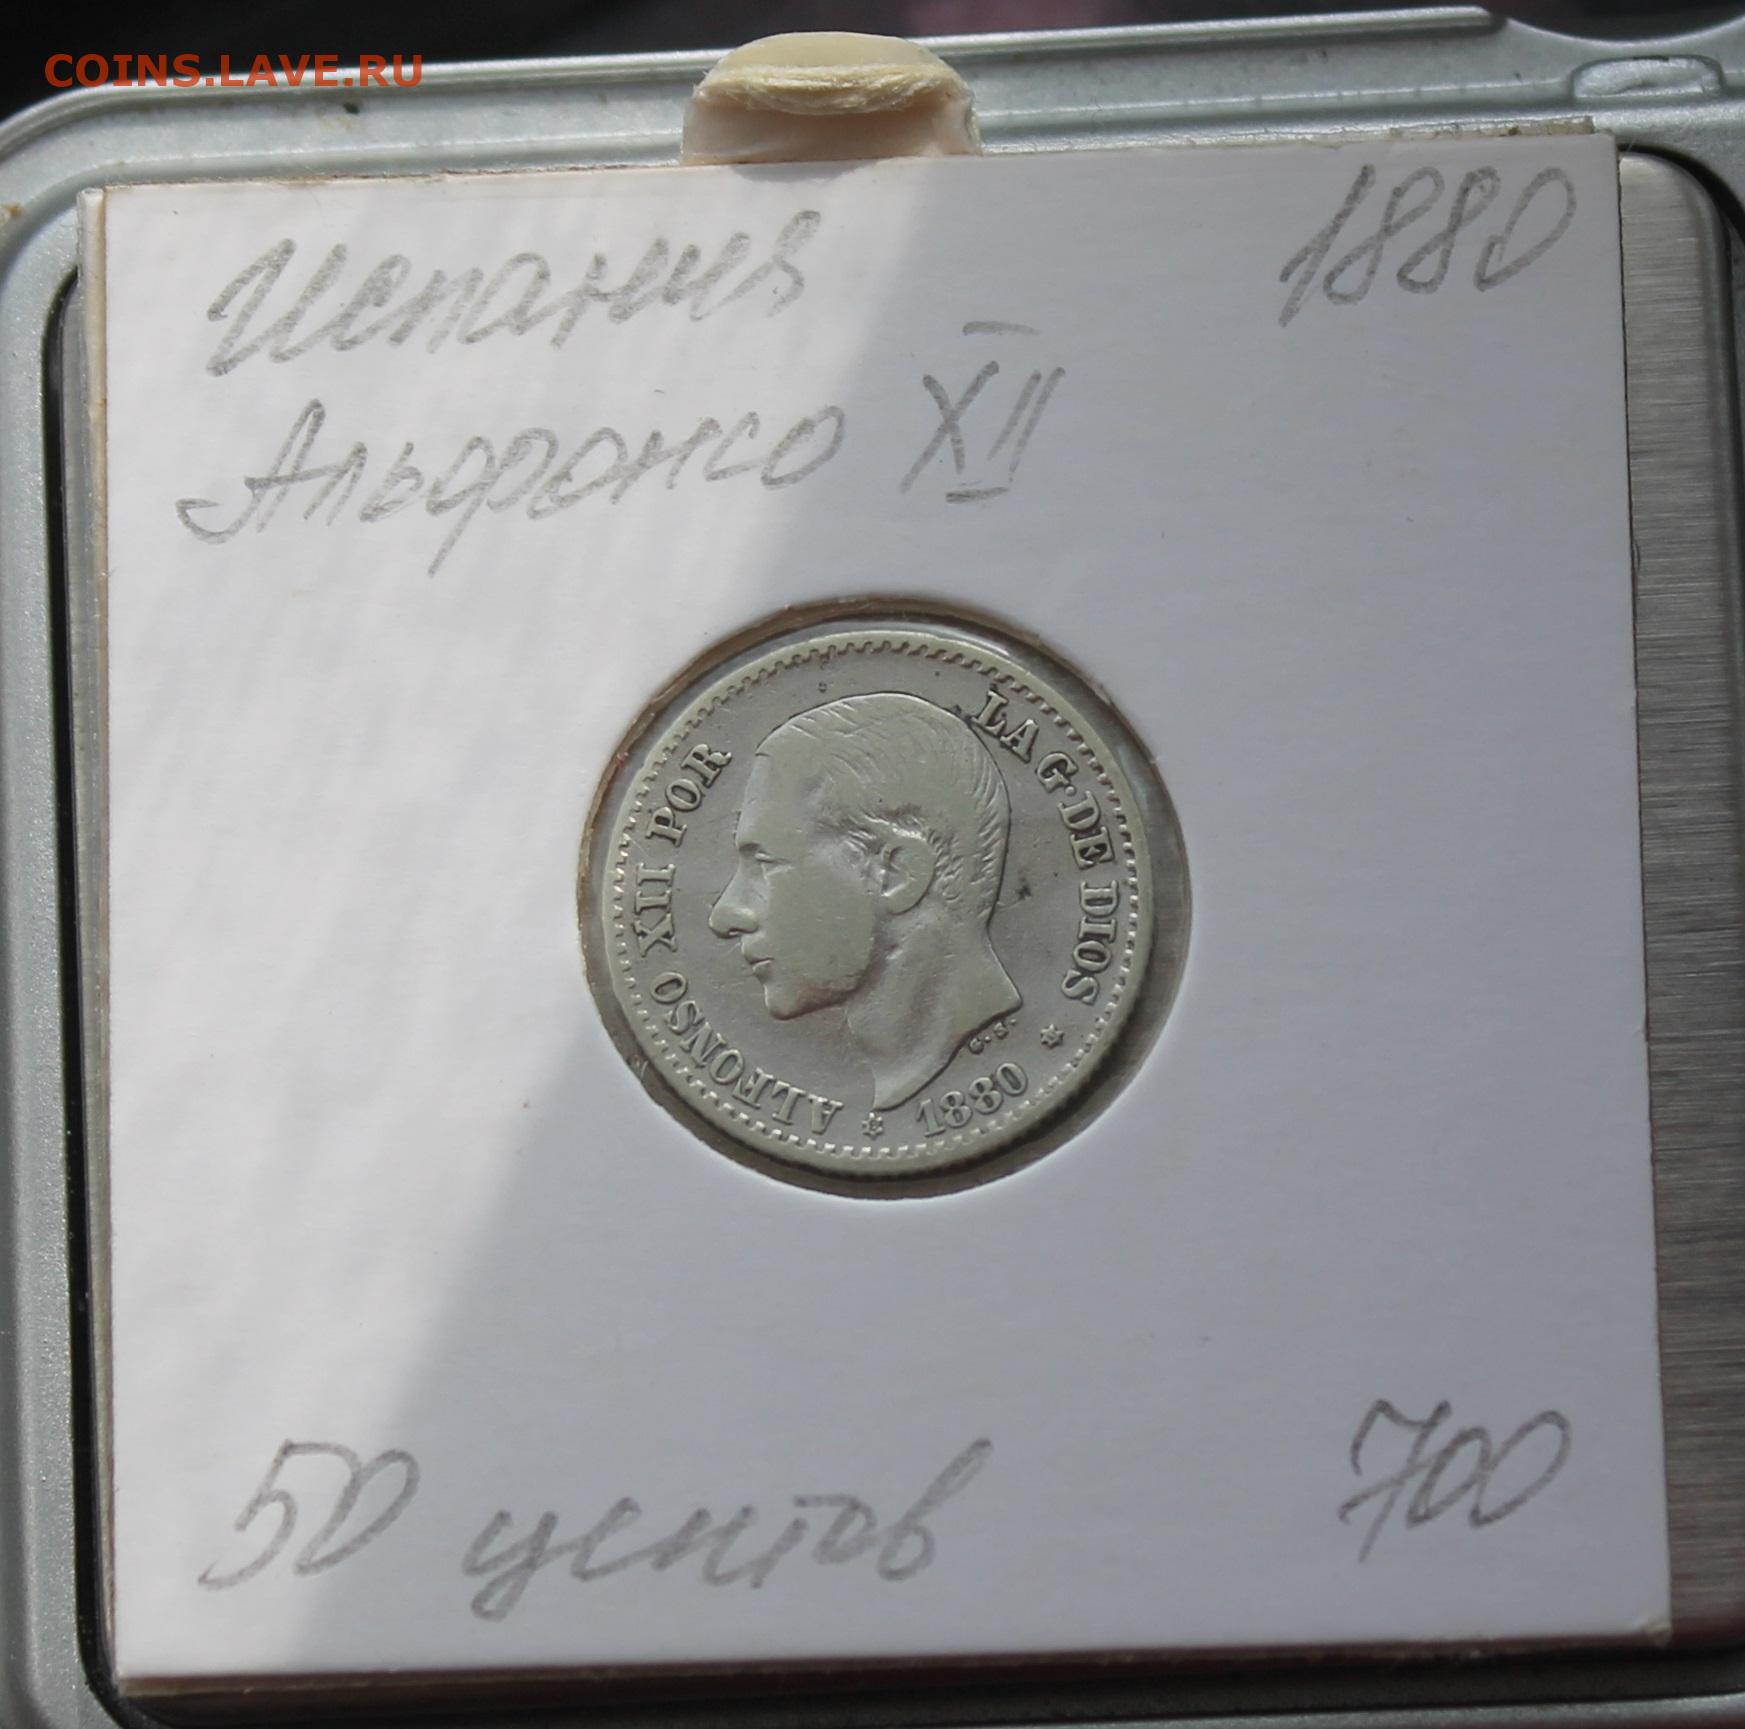 COINS.LAVE.RU
Испания 1880
Альфонсо XII
ALFONSO XII POR LA G. DE DIOS
G.S.
1880
50 центов 700